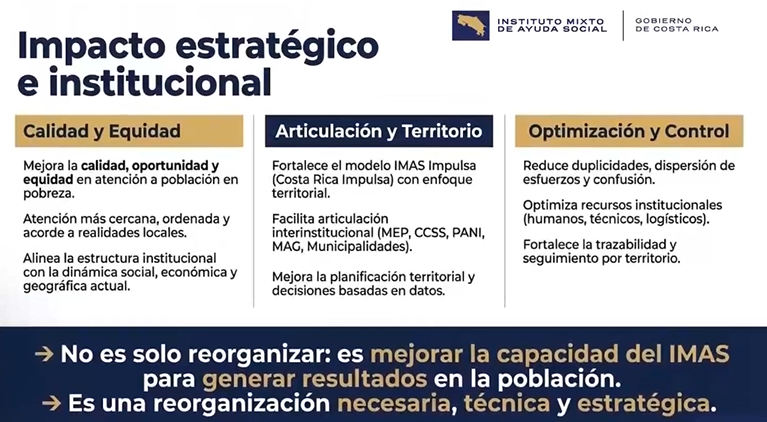 Impacto estratégico
e institucional
INSTITUTO MIXTO
DE AYUDA SOCIAL
GOBIERNO
DE COSTA RICA
Calidad y Equidad
Mejora la calidad, oportunidad y
equidad en atención a población en
pobreza.
Atención más cercana, ordenada y
acorde a realidades locales.
Alinea la estructura institucional
con la dinámica social, económica y
geográfica actual.
Articulación y Territorio
Fortalece el modelo IMAS Impulsa
(Costa Rica Impulsa) con enfoque
territorial.
Facilita articulación
interinstitucional (MEP, CCSS, PANI,
MAG, Municipalidades).
Mejora la planificación territorial y
decisiones basadas en datos.
Optimización y Control
Reduce duplicidades, dispersión de
esfuerzos y confusión.
Optimiza recursos institucionales
(humanos, técnicos, logísticos).
Fortalece la trazabilidad y
seguimiento por territorio.
→ No es solo reorganizar: es mejorar la capacidad del IMAS
para generar resultados en la población.
→ Es una reorganización necesaria, técnica y estratégica.